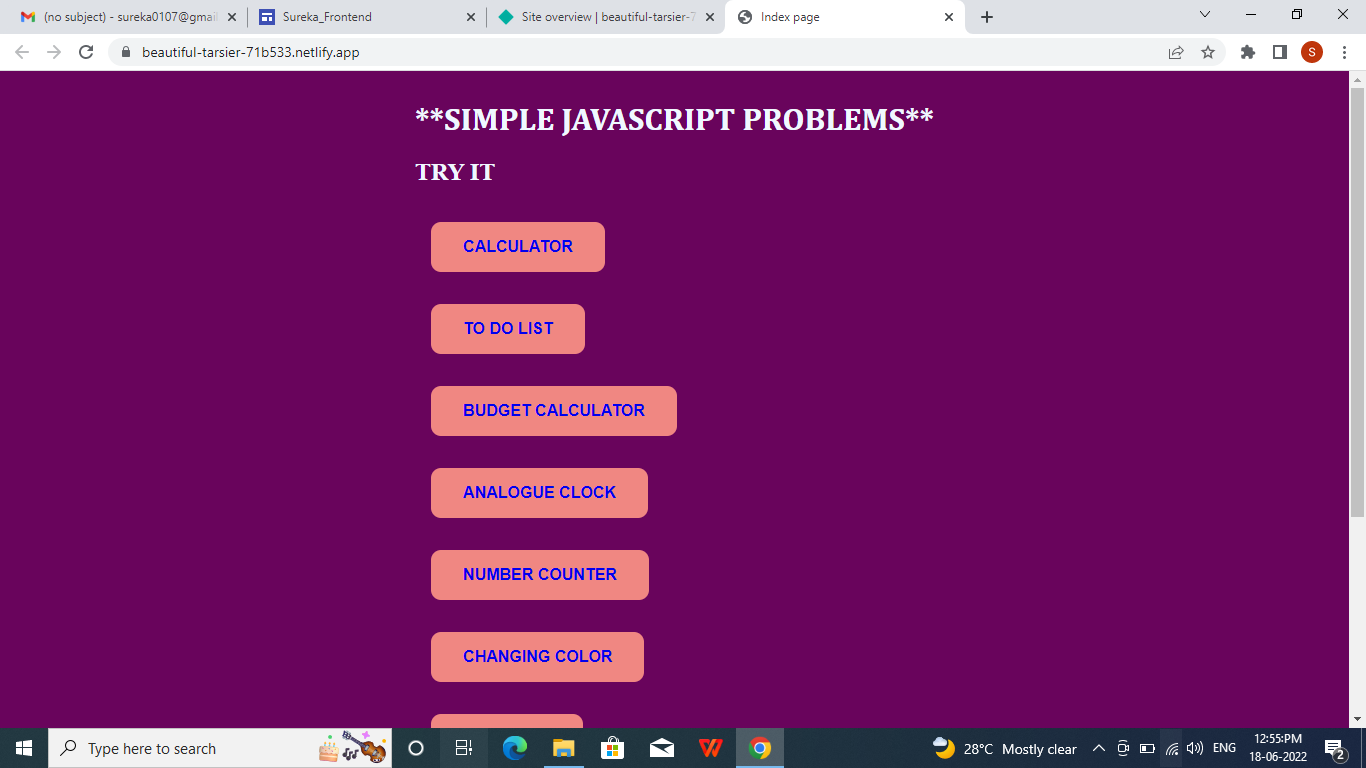 (no subject) - sureka0107@gmail
Sureka_Frontend
Site overview | beautiful-tarsier-7
Index page
beautiful-tarsier-71b533.netlify.app
S
**SIMPLE JAVASCRIPT PROBLEMS**
TRY IT
CALCULATOR
TO DO LIST
BUDGET CALCULATOR
ANALOGUE CLOCK
NUMBER COUNTER
CHANGING COLOR
Type here to search
28°C Mostly clear
ENG
12:55:PM
18-06-2022
2